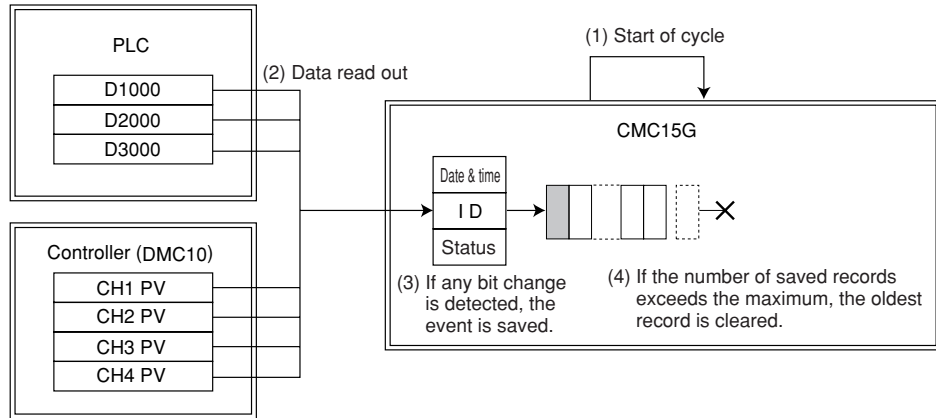 (1) Start of cycle
PLC
(2) Data read out
D1000
D2000
D3000
CMC15G
Date & time
I D
Status
Controller (DMC10)
CH1 PV
CH2 PV
CH3 PV
CH4 PV
(3) If any bit change
is detected, the
event is saved.
(4) If the number of saved records
exceeds the maximum, the oldest
record is cleared.